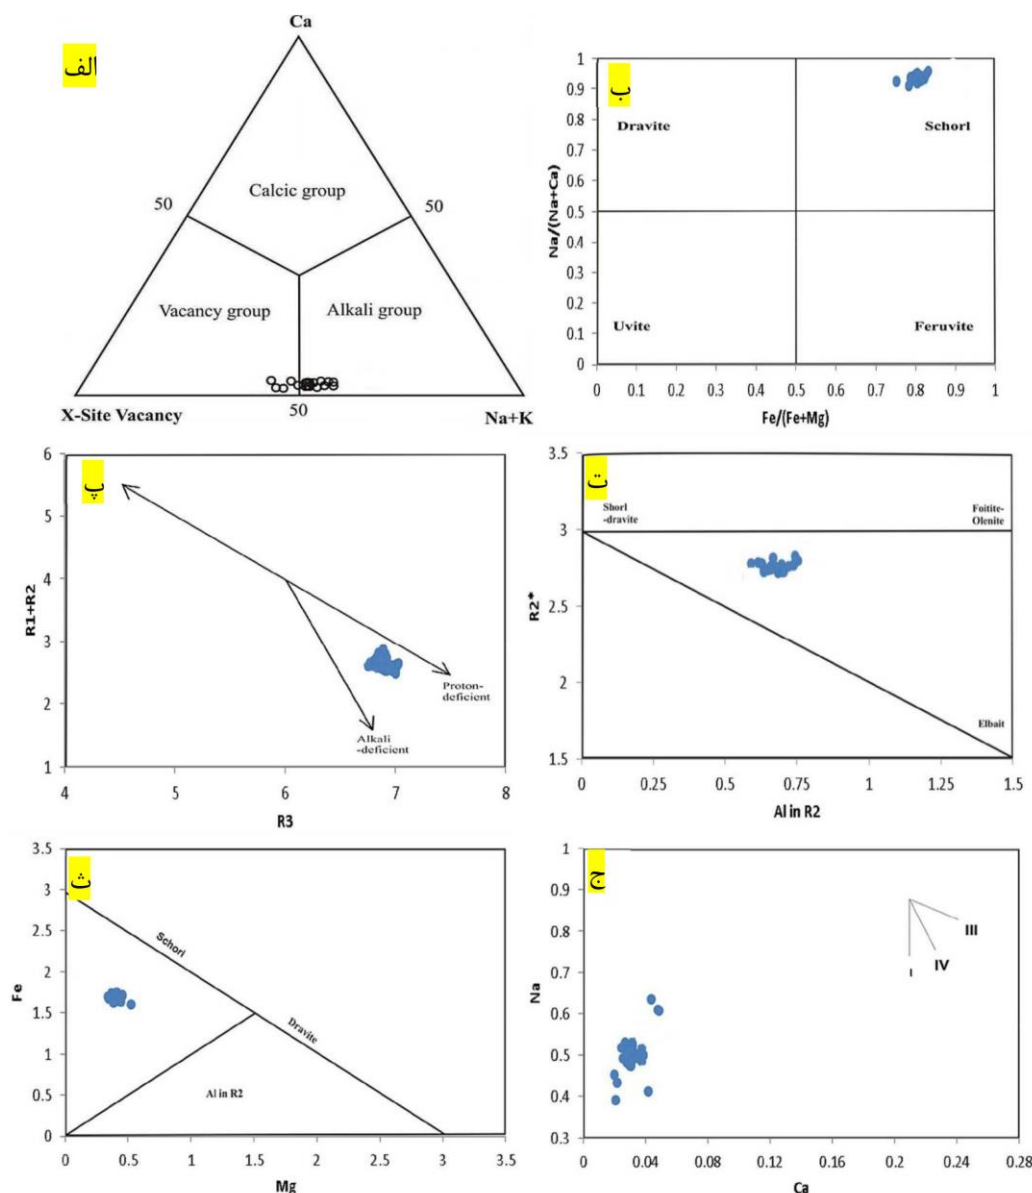 الف
Ca
50
50
Calcic group
Vacancy group
Alkali group
X-Site Vacancy
50
Na+K
ب
1
0.9
0.8
0.7
0.6
0.5
0.4
0.3
0.2
0.1
0
Na/(Na+Ca)
Dravite
Schorl
Uvite
Feruvite
0 0.1 0.2 0.3 0.4 0.5 0.6 0.7 0.8 0.9 1
Fe/(Fe+Mg)
پ
6
5
4
3
2
1
R1+R2
Proton-
deficient
Alkali
-deficient
4 5 6 7 8
R3
ت
3.5
3
2.5
2
1.5
R2*
Shorl
-dravite
Foitite-
Olenite
Elbait
0 0.25 0.5 0.75 1 1.25 1.5
Al in R2
ث
3.5
3
2.5
2
1.5
1
0.5
0
Fe
Schorl
Dravite
Al in R2
0 0.5 1 1.5 2 2.5 3 3.5
Mg
ج
1
0.9
0.8
0.7
0.6
0.5
0.4
0.3
Na
III
IV
I
0 0.04 0.08 0.12 0.16 0.2 0.24 0.28
Ca